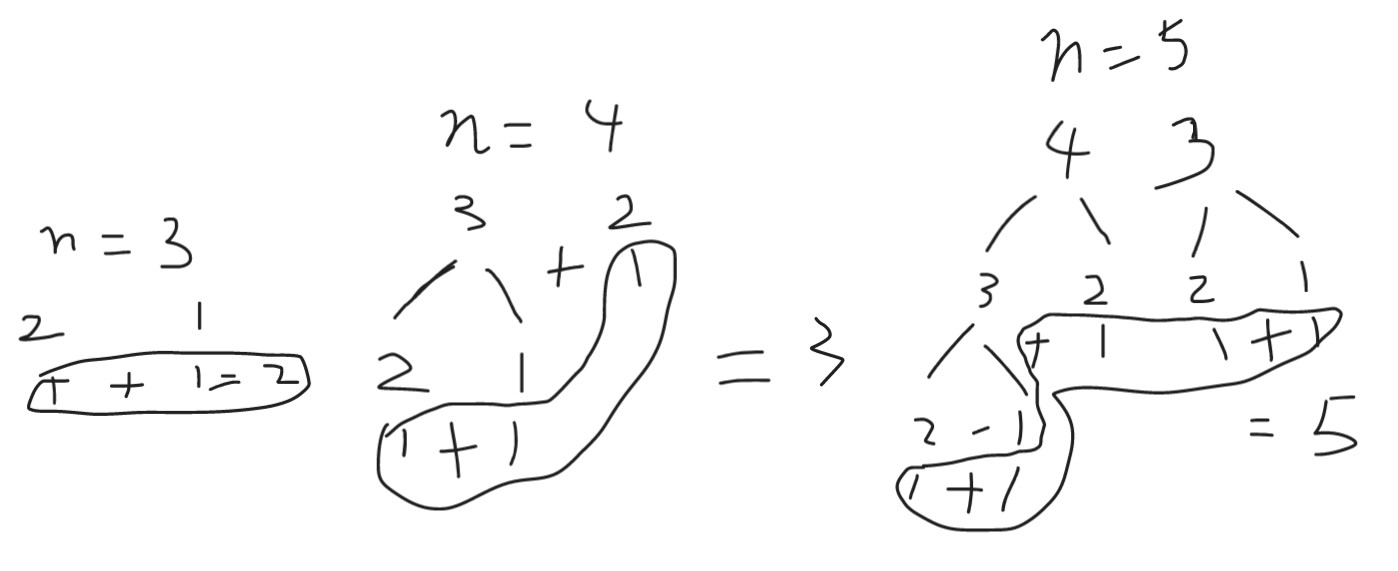 n = 3
2 1
1 + 1 = 2
n = 4
3 + 2
1
2 1
1 + 1
= 3
n = 5
4 3
3 2 2 1
+ 1 1 + 1
2 - 1
1 + 1
= 5